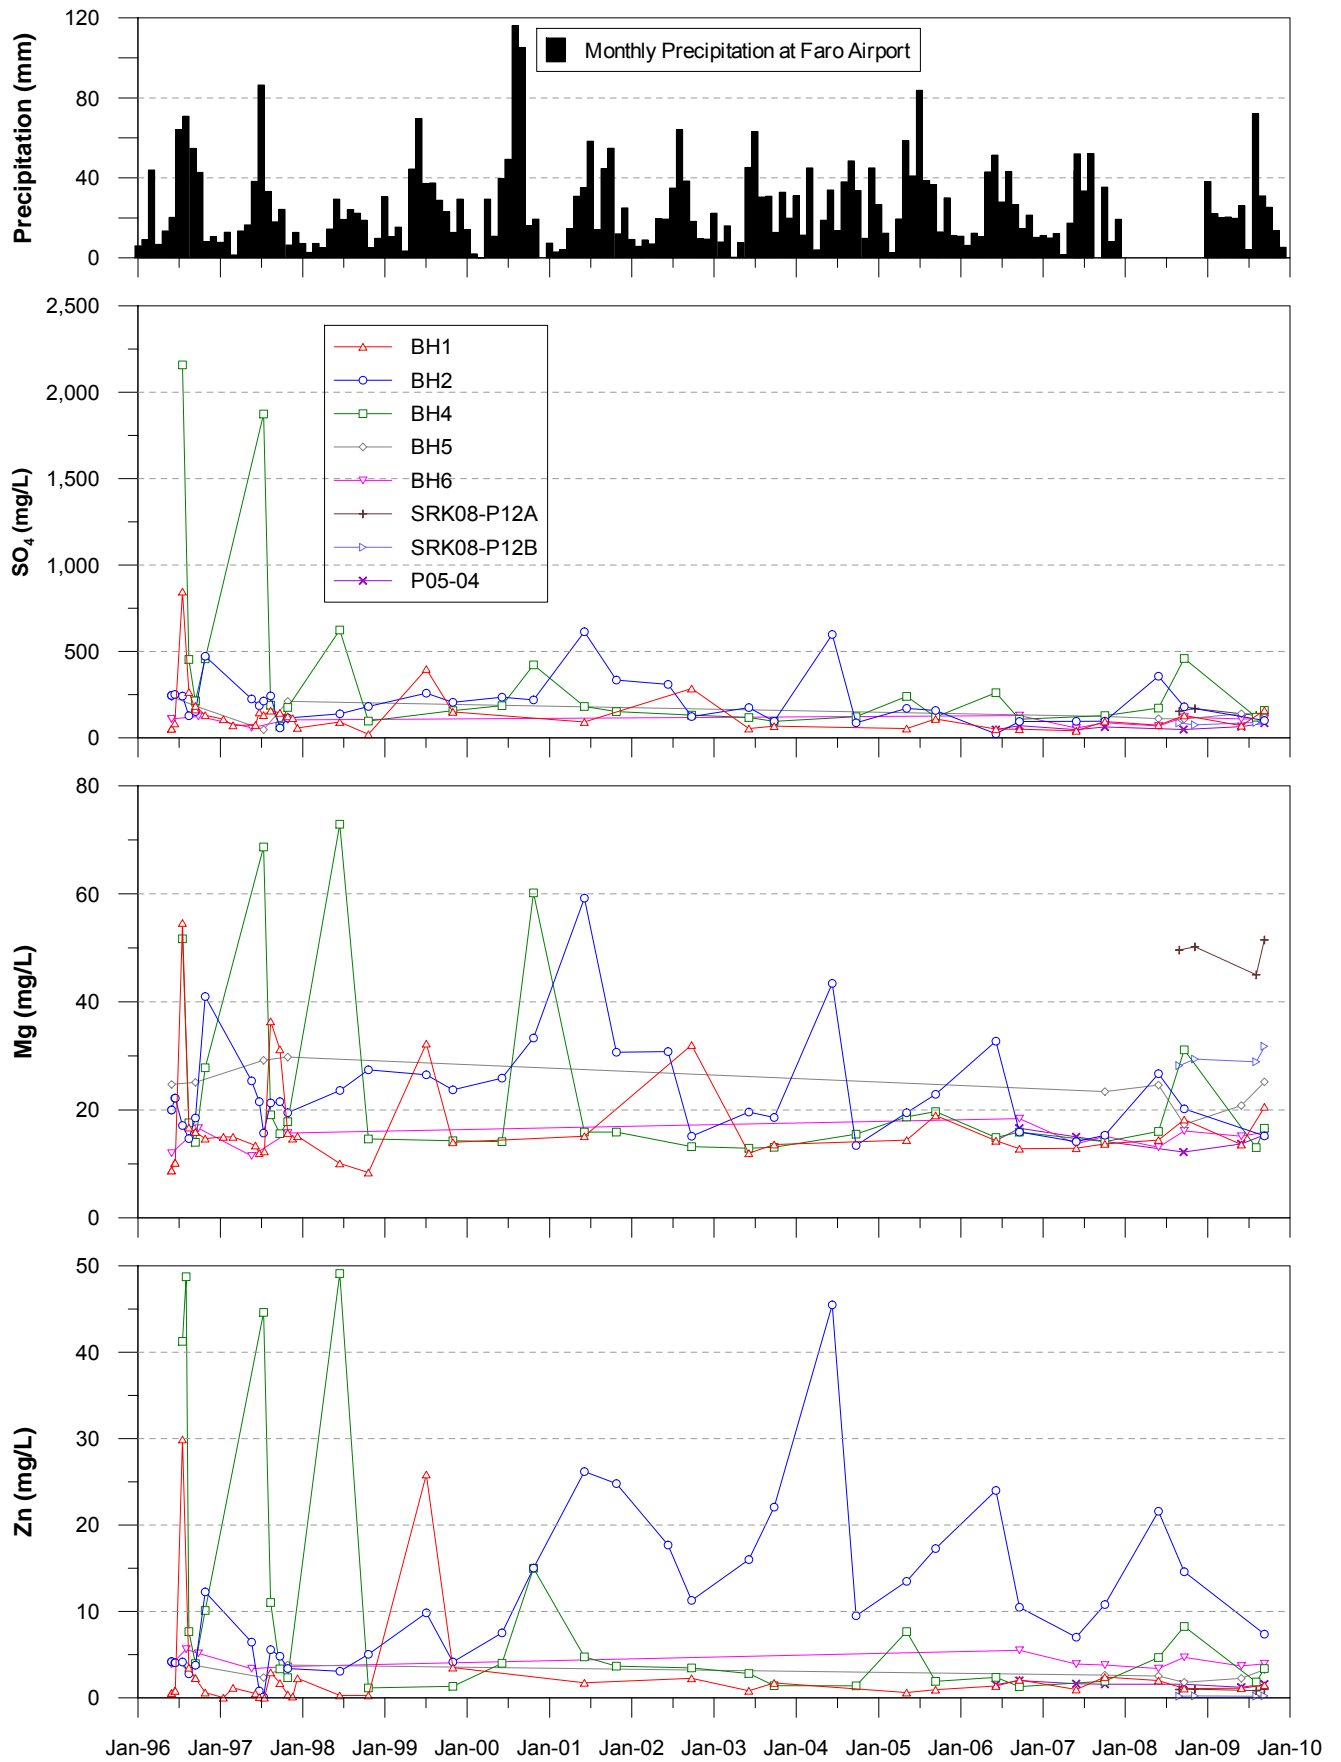 120
80
40
0
Precipitation (mm)
Monthly Precipitation at Faro Airport
2,500
2,000
1,500
1,000
500
0
SO4 (mg/L)
BH1
BH2
BH4
BH5
BH6
SRK08-P12A
SRK08-P12B
P05-04
80
60
40
20
0
Mg (mg/L)
50
40
30
20
10
0
Zn (mg/L)
Jan-96 Jan-97 Jan-98 Jan-99 Jan-00 Jan-01 Jan-02 Jan-03 Jan-04 Jan-05 Jan-06 Jan-07 Jan-08 Jan-09 Jan-10